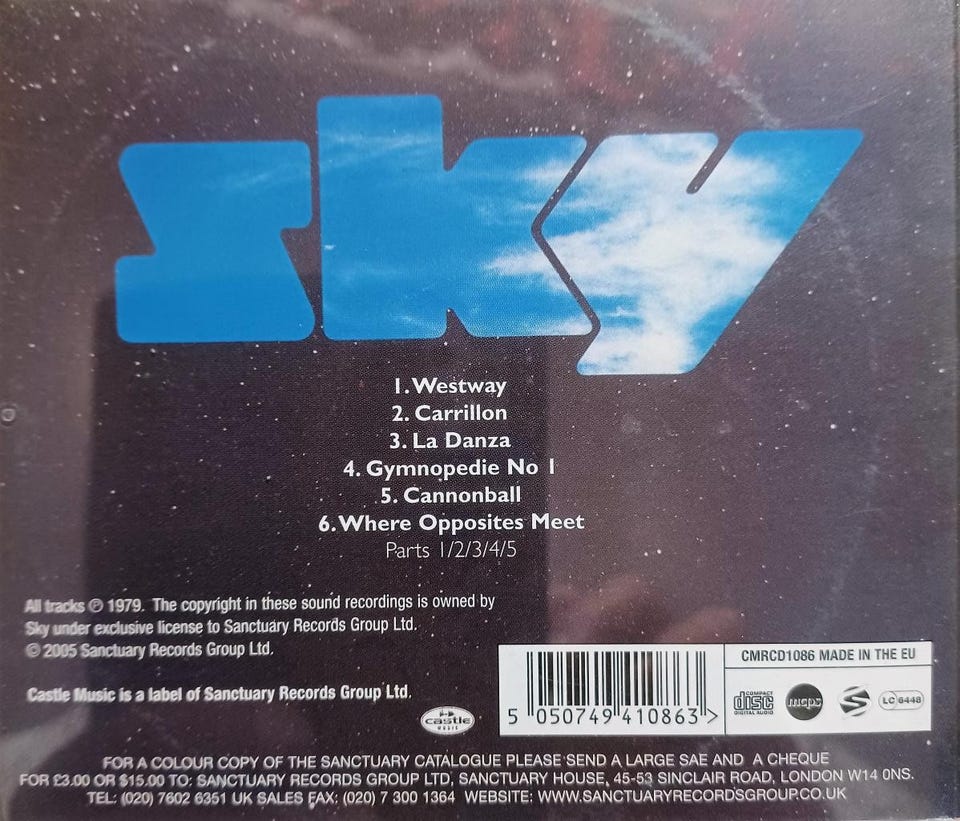 sky
1. Westway
2. Carrillon
3. La Danza
4. Gymnopedie No 1
5. Cannonball
6. Where Opposites Meet
Parts 1/2/3/4/5
All tracks ℗ 1979. The copyright in these sound recordings is owned by
Sky under exclusive license to Sanctuary Records Group Ltd.
© 2005 Sanctuary Records Group Ltd.
Castle Music is a label of Sanctuary Records Group Ltd.
castle
MUSIC
CMRCD1086 MADE IN THE EU
COMPACT
disc
DIGITAL AUDIO
mcps
S
LC 6448
5 050749 410863 >
FOR A COLOUR COPY OF THE SANCTUARY CATALOGUE PLEASE SEND A LARGE SAE AND A CHEQUE
FOR £3.00 OR $15.00 TO: SANCTUARY RECORDS GROUP LTD, SANCTUARY HOUSE, 45-53 SINCLAIR ROAD, LONDON W14 0NS.
TEL: (020) 7602 6351 UK SALES FAX: (020) 7 300 1364 WEBSITE: WWW.SANCTUARYRECORDSGROUP.CO.UK